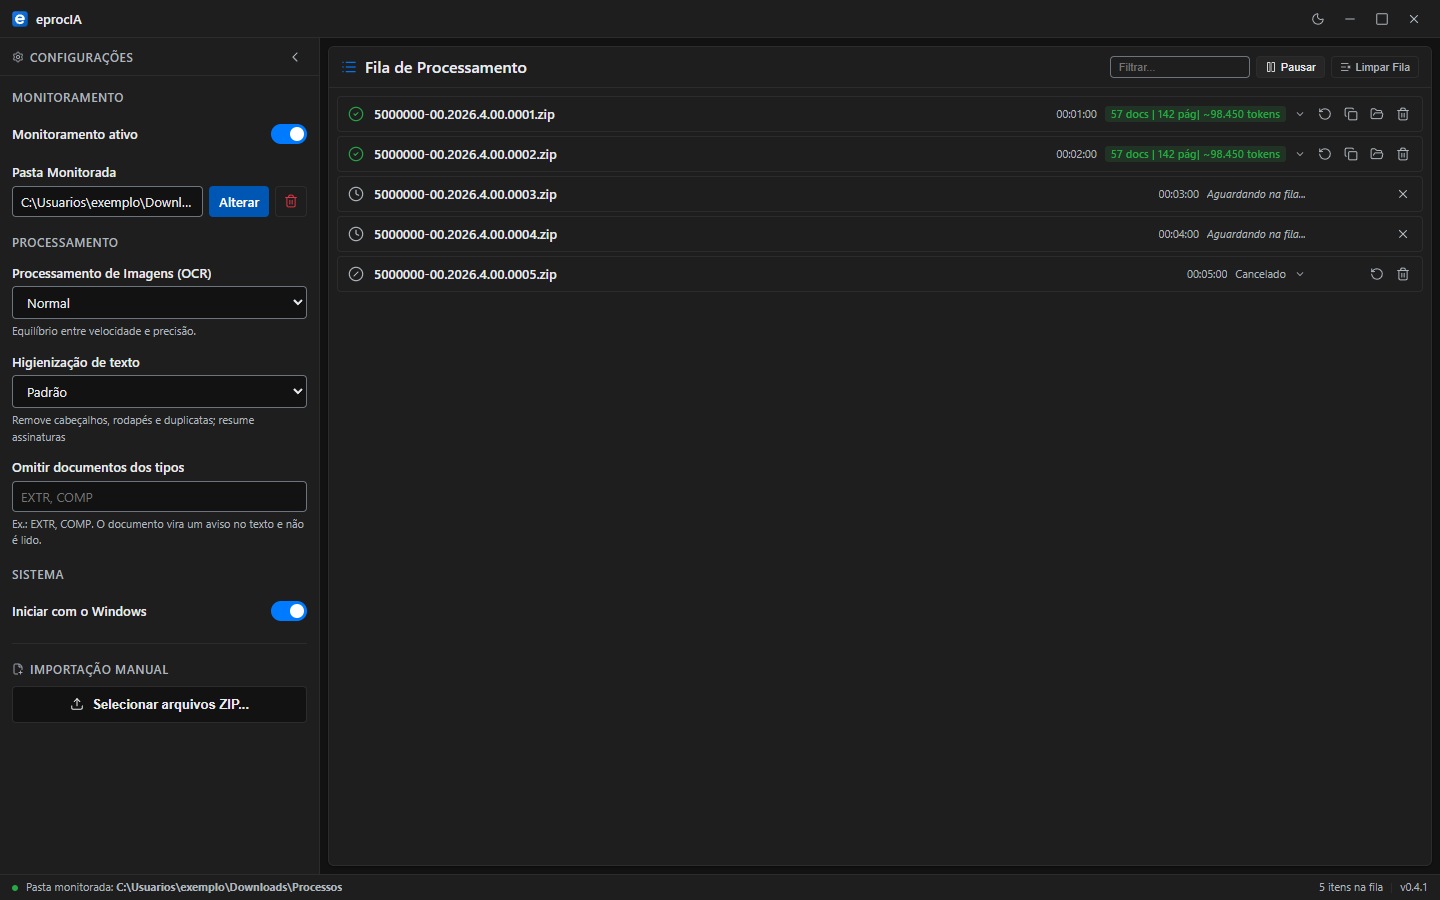 eprocIA
CONFIGURAÇÕES
MONITORAMENTO
Monitoramento ativo
Pasta Monitorada
C:\Usuarios\exemplo\Downl...
Alterar
PROCESSAMENTO
Processamento de Imagens (OCR)
Normal
Equilíbrio entre velocidade e precisão.
Higienização de texto
Padrão
Remove cabeçalhos, rodapés e duplicatas; resume
assinaturas
Omitir documentos dos tipos
EXTR, COMP
Ex.: EXTR, COMP. O documento vira um aviso no texto e não
é lido.
SISTEMA
Iniciar com o Windows
IMPORTAÇÃO MANUAL
Selecionar arquivos ZIP...
Fila de Processamento
Filtrar...
Pausar
Limpar Fila
5000000-00.2026.4.00.0001.zip 00:01:00 57 docs | 142 pág| ~98.450 tokens
5000000-00.2026.4.00.0002.zip 00:02:00 57 docs | 142 pág| ~98.450 tokens
5000000-00.2026.4.00.0003.zip 00:03:00 Aguardando na fila...
5000000-00.2026.4.00.0004.zip 00:04:00 Aguardando na fila...
5000000-00.2026.4.00.0005.zip 00:05:00 Cancelado
Pasta monitorada: C:\Usuarios\exemplo\Downloads\Processos
5 itens na fila
v0.4.1